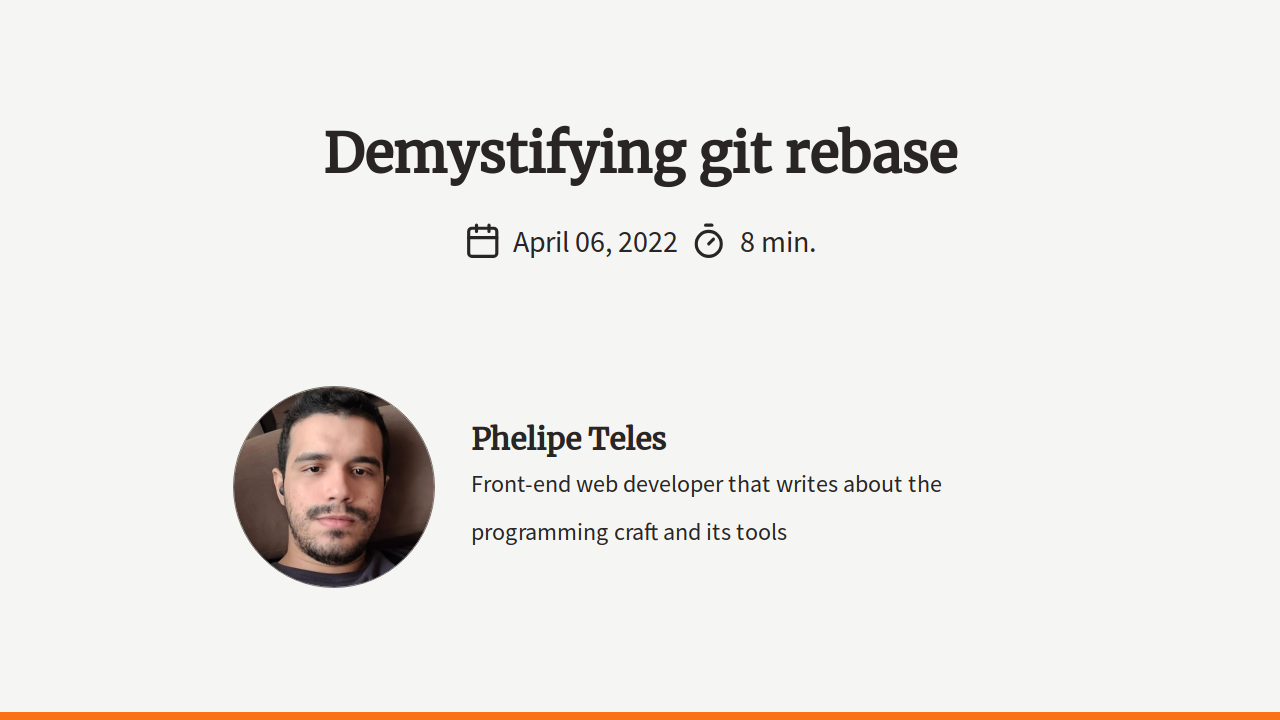 Demystifying git rebase
April 06, 2022 8 min.
Phelipe Teles
Front-end web developer that writes about the
programming craft and its tools